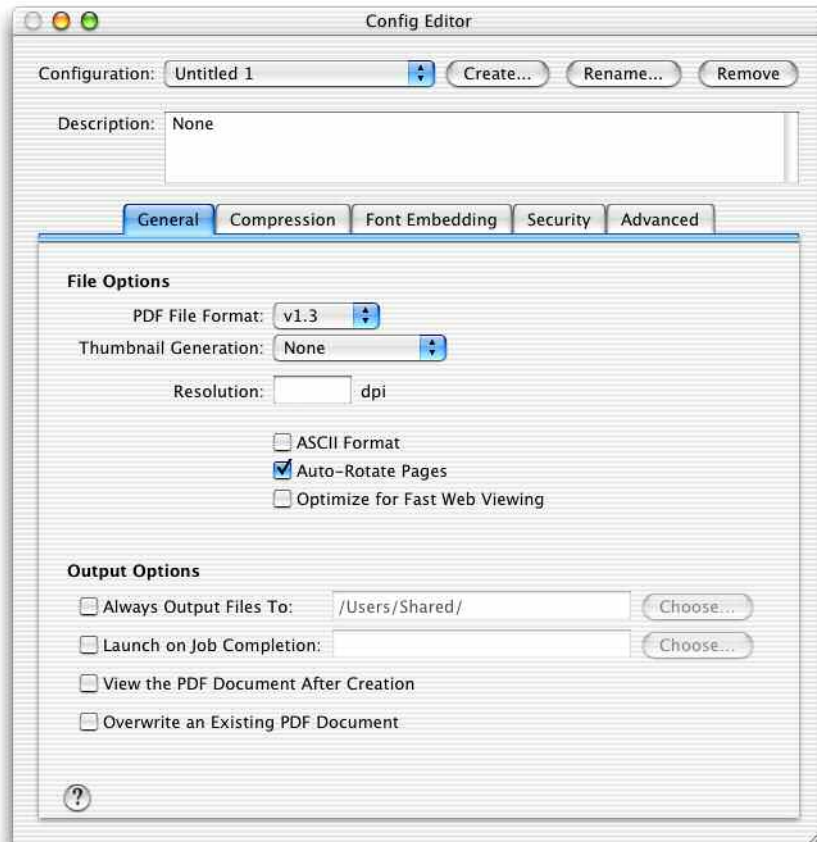 Config Editor
Configuration: Untitled 1 Create... Rename... Remove
Description: None
General Compression Font Embedding Security Advanced
File Options
PDF File Format: v1.3
Thumbnail Generation: None
Resolution: dpi
ASCII Format
Auto-Rotate Pages
Optimize for Fast Web Viewing
Output Options
Always Output Files To: /Users/Shared/ Choose...
Launch on Job Completion: Choose...
View the PDF Document After Creation
Overwrite an Existing PDF Document
?